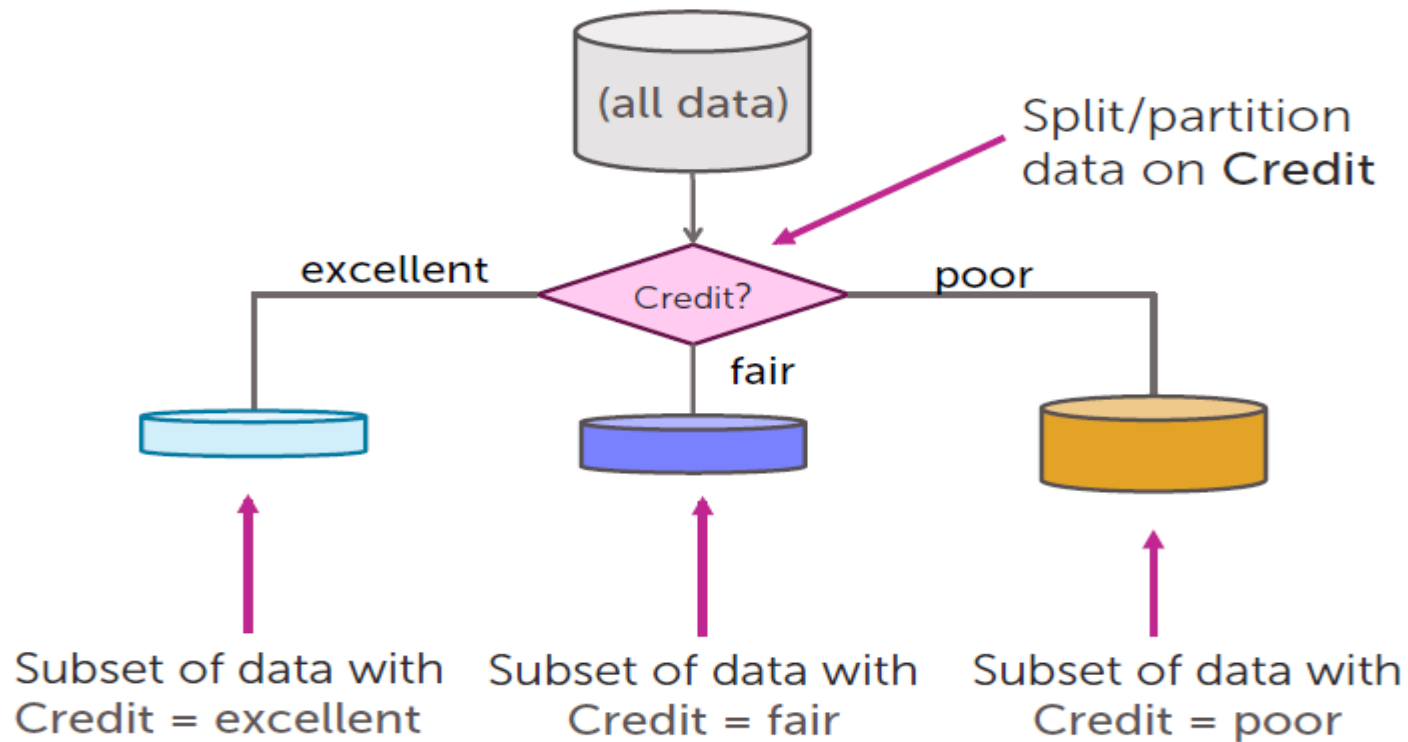 (all data)
Split/partition
data on Credit
excellent
Credit?
poor
fair
Subset of data with
Credit = excellent
Subset of data with
Credit = fair
Subset of data with
Credit = poor